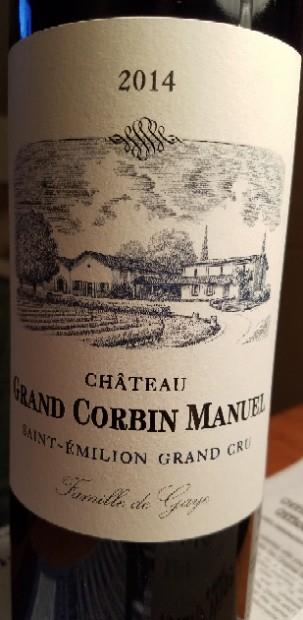 2014
CHÂTEAU
GRAND CORBIN MANUEL
SAINT-ÉMILION GRAND CRU
Famille de Gaye